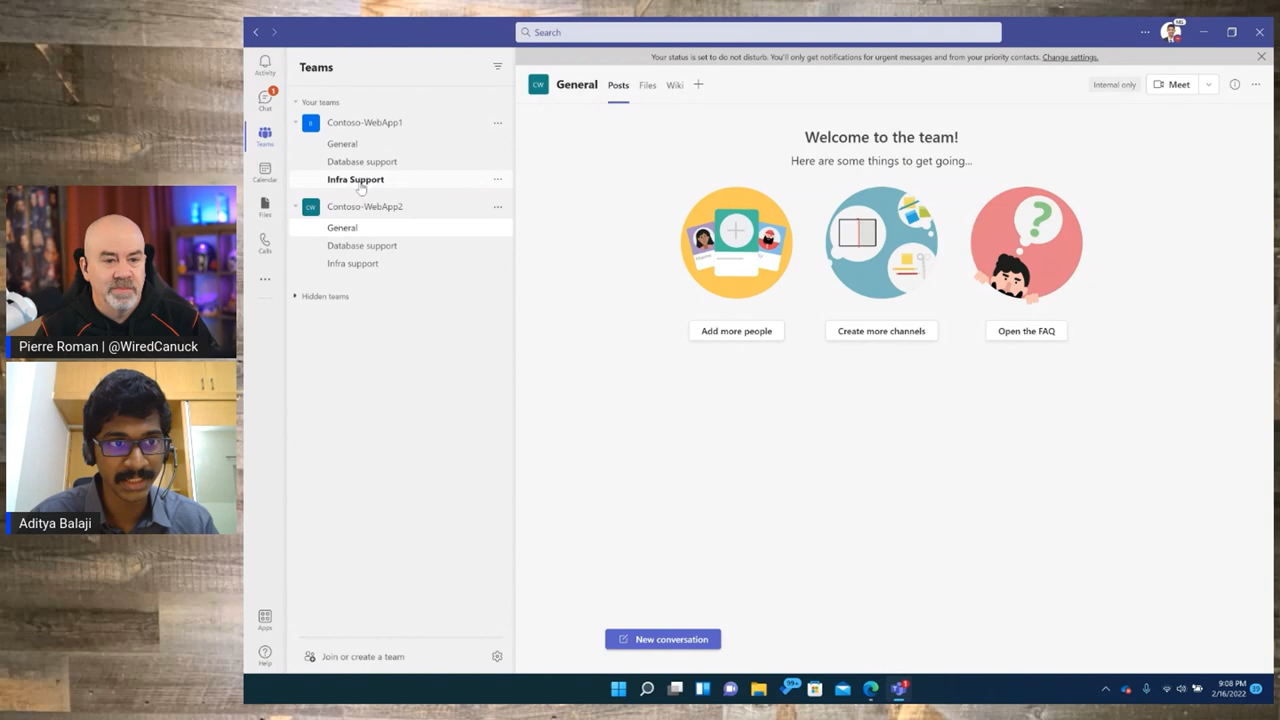 Search
Your status is set to do not disturb. You'll only get notifications for urgent messages and from your priority contacts. Change settings.
Activity
Chat
1
Teams
Calendar
Files
Calls
Apps
Help
Teams
Your teams
Contoso-WebApp1
General
Database support
Infra Support
CW
Contoso-WebApp2
General
Database support
Infra support
Hidden teams
Join or create a team
CW
General
Posts
Files
Wiki
Internal only
Meet
Welcome to the team!
Here are some things to get going...
Add more people
Create more channels
Open the FAQ
New conversation
Pierre Roman | @WiredCanuck
Aditya Balaji
99+
9:08 PM
2/16/2022